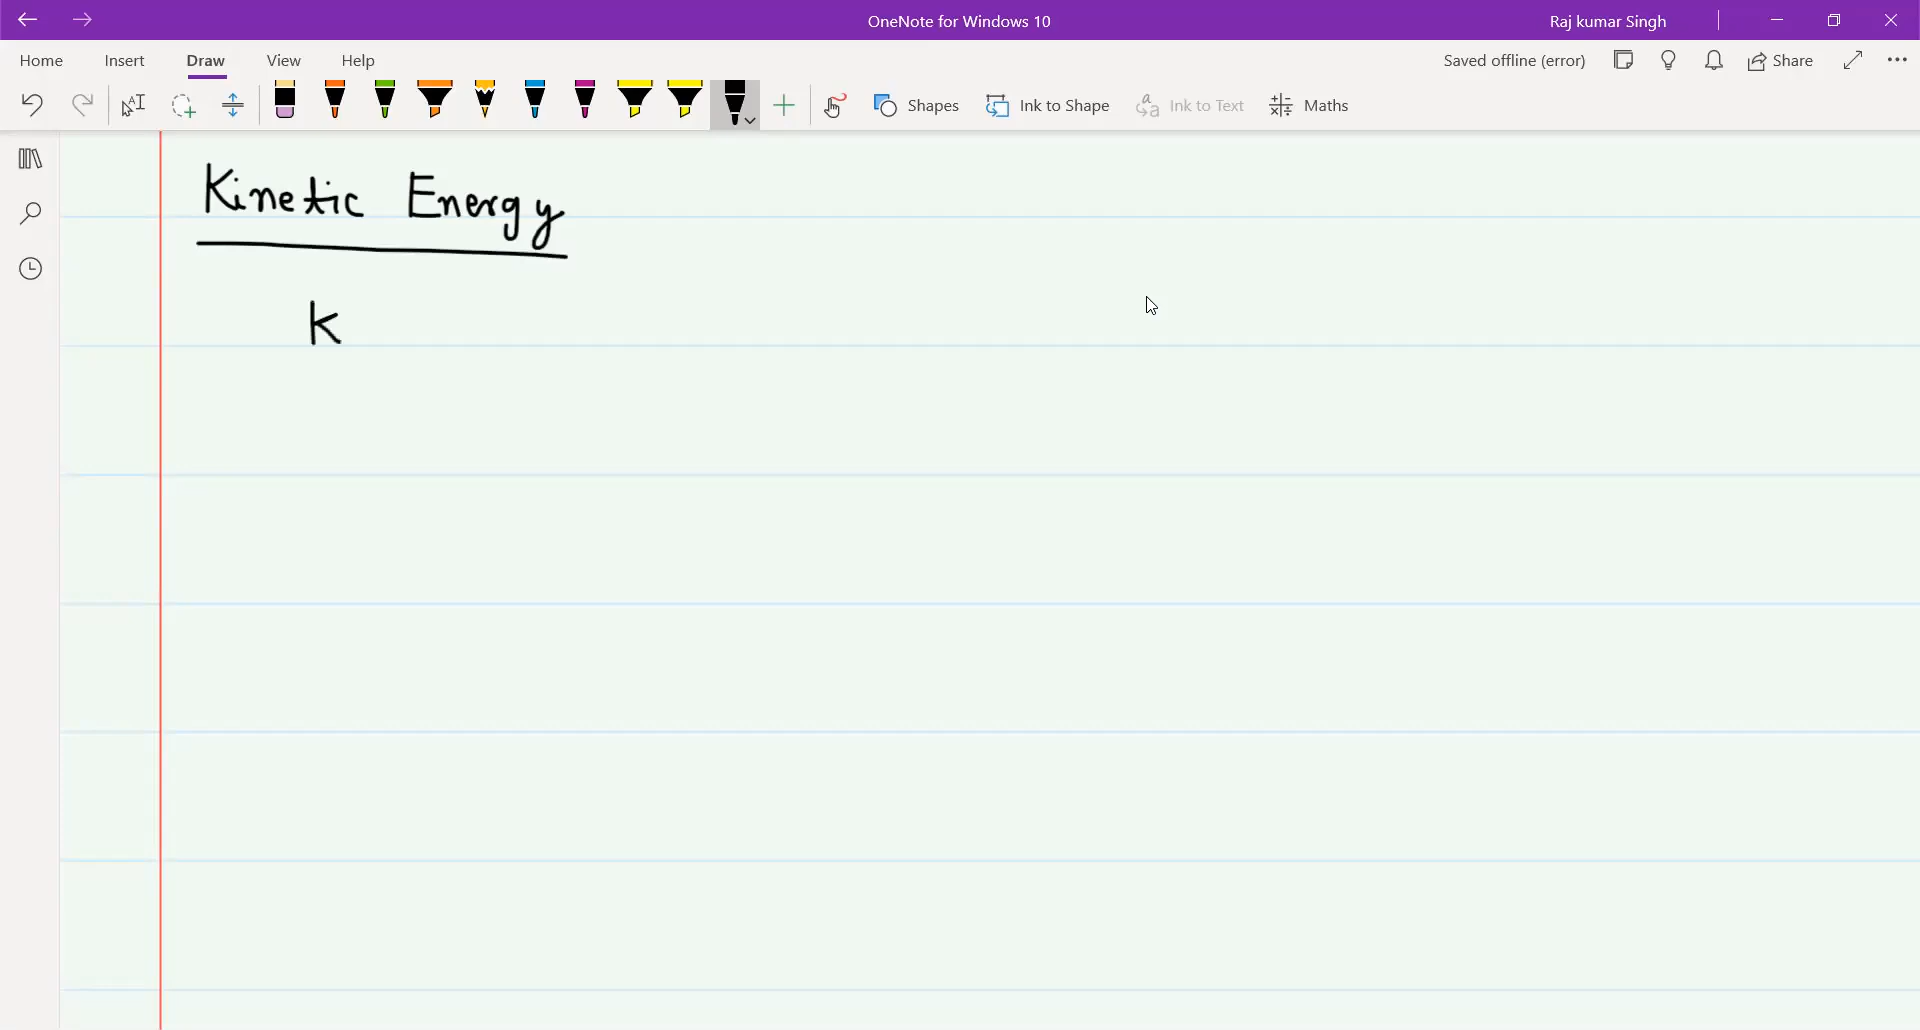 OneNote for Windows 10
Raj kumar Singh
Home Insert Draw View Help
Saved offline (error)
Share
Shapes
Ink to Shape
Ink to Text
Maths
Kinetic Energy
K